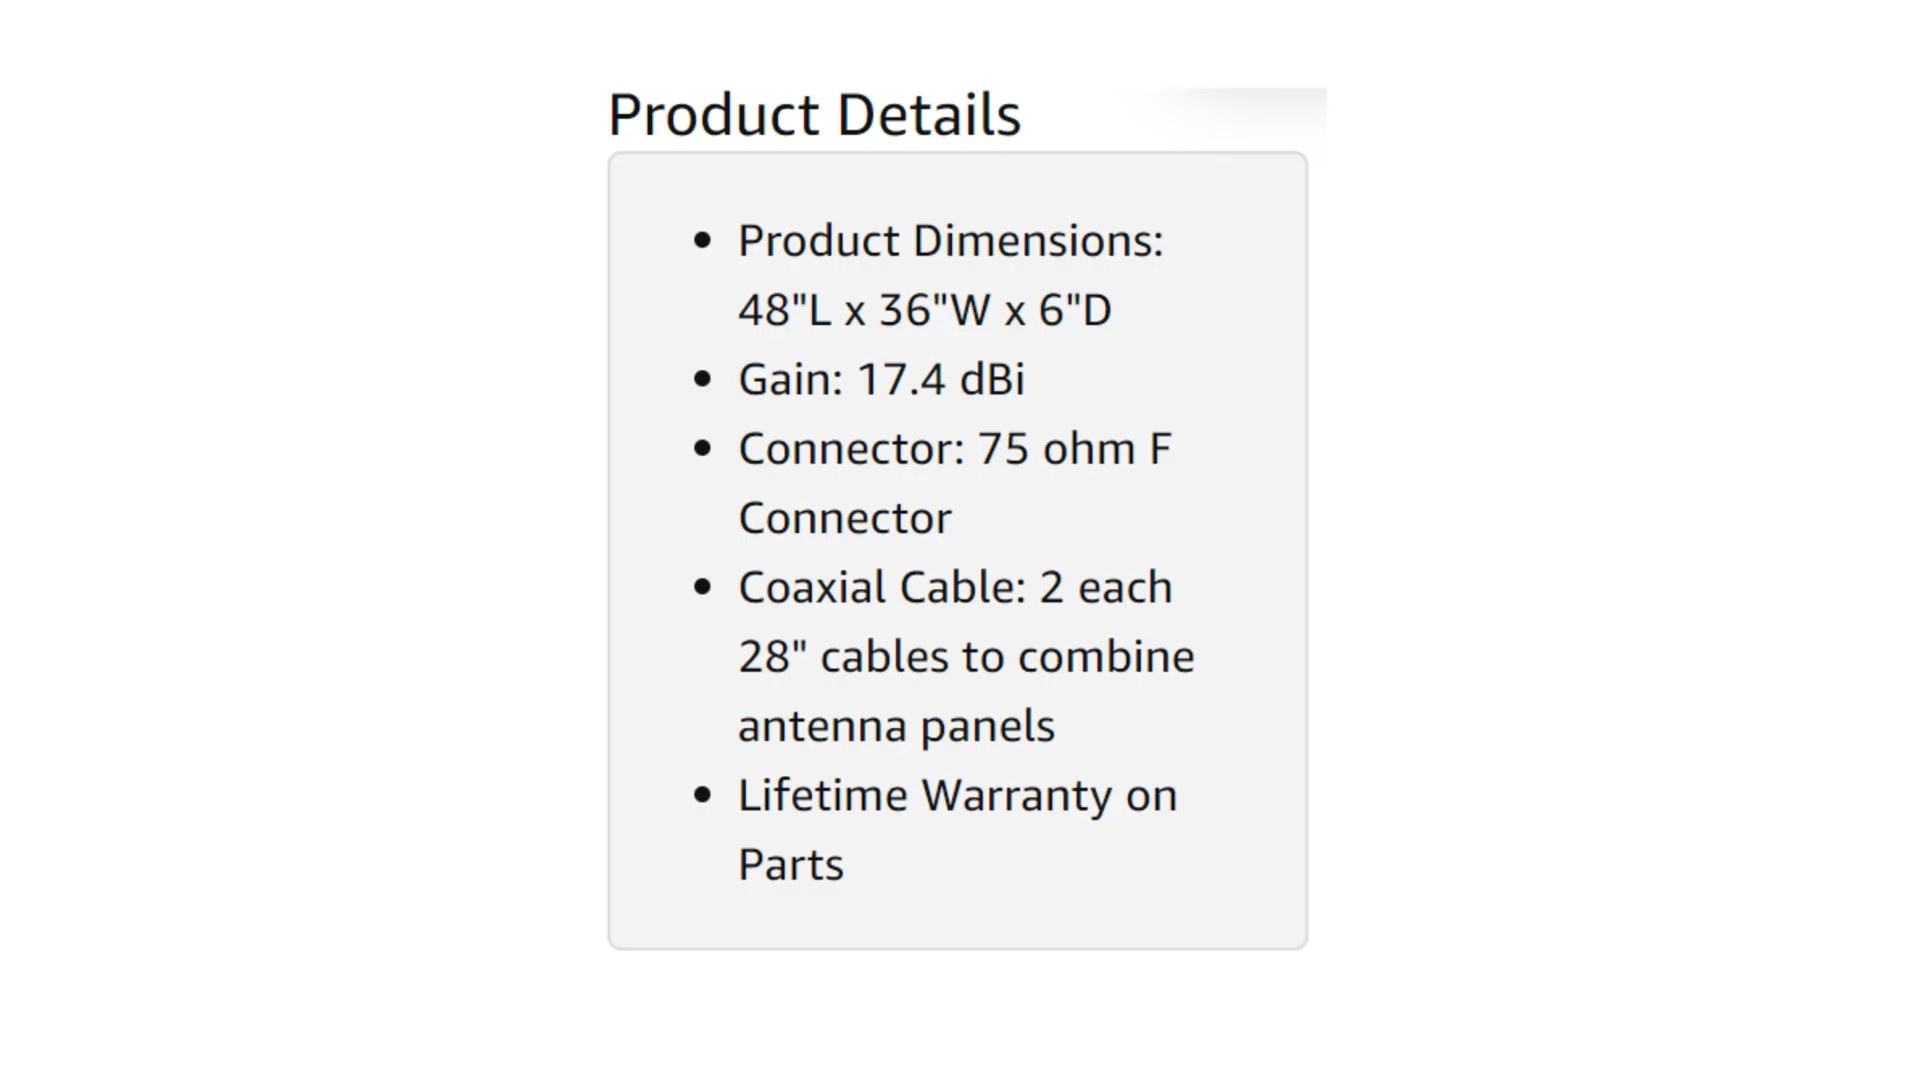 Product Details
• Product Dimensions:
48"L x 36"W x 6"D
• Gain: 17.4 dBi
• Connector: 75 ohm F
Connector
• Coaxial Cable: 2 each
28" cables to combine
antenna panels
• Lifetime Warranty on
Parts